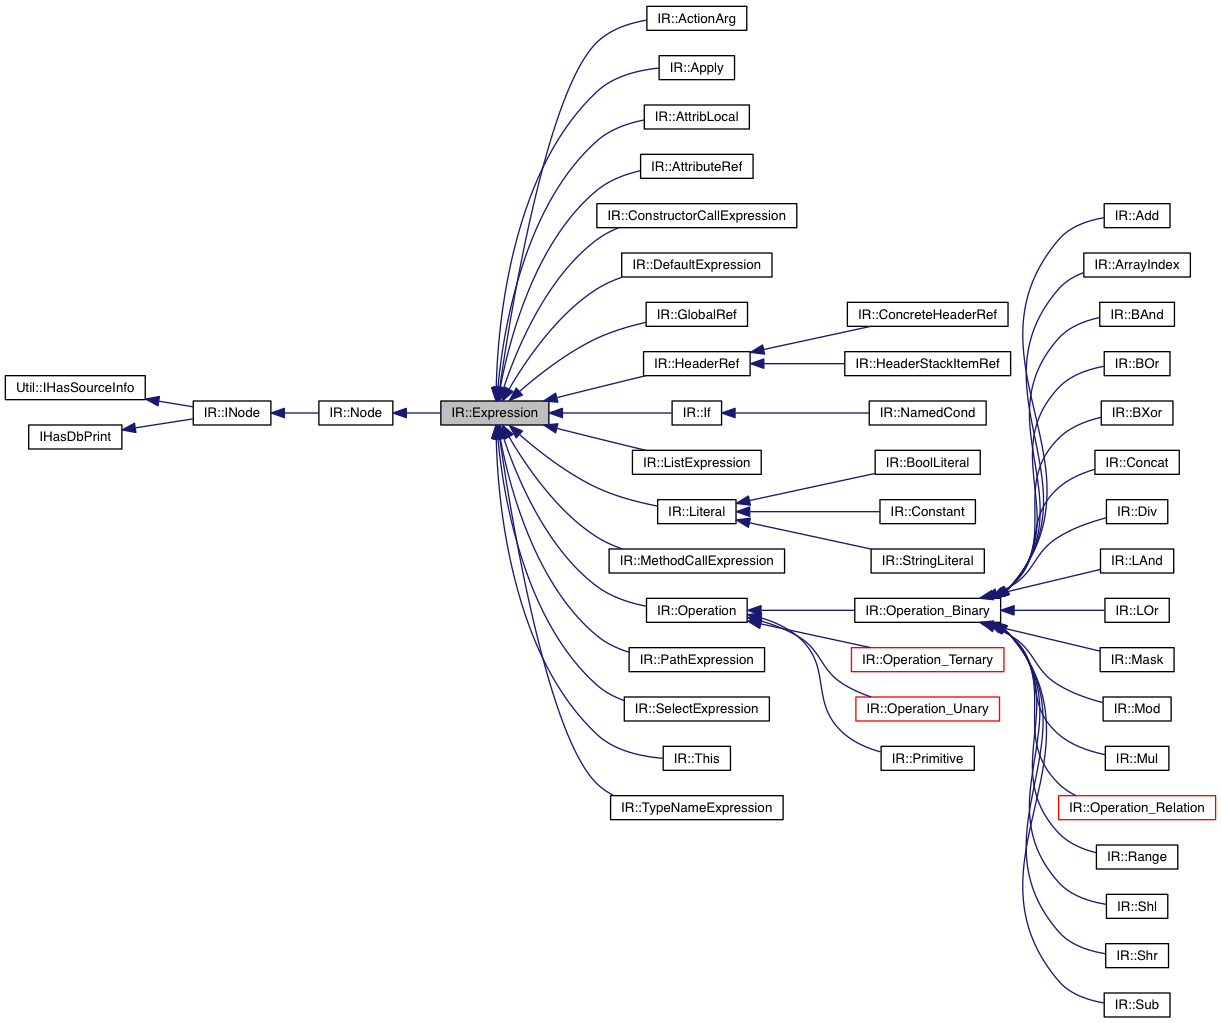 IR::ActionArg
IR::Apply
IR::AttribLocal
IR::AttributeRef
IR::ConstructorCallExpression
IR::Add
IR::DefaultExpression
IR::ArrayIndex
IR::GlobalRef
IR::ConcreteHeaderRef
IR::BAnd
IR::HeaderRef
IR::HeaderStackItemRef
IR::BOr
Util::IHasSourceInfo
IR::INode
IR::Node
IR::Expression
IR::If
IR::NamedCond
IR::BXor
IHasDbPrint
IR::ListExpression
IR::BoolLiteral
IR::Concat
IR::Literal
IR::Constant
IR::Div
IR::MethodCallExpression
IR::StringLiteral
IR::LAnd
IR::Operation
IR::Operation_Binary
IR::LOr
IR::PathExpression
IR::Operation_Ternary
IR::Mask
IR::SelectExpression
IR::Operation_Unary
IR::Mod
IR::This
IR::Primitive
IR::Mul
IR::TypeNameExpression
IR::Operation_Relation
IR::Range
IR::Shl
IR::Shr
IR::Sub